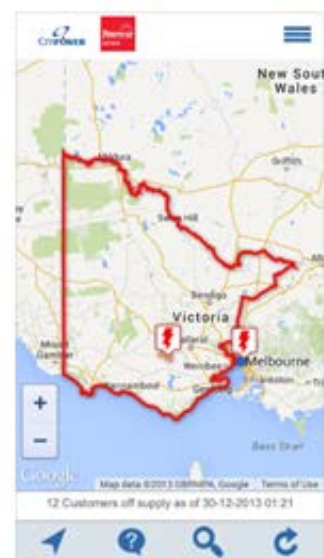 CitiPOWER
Powercor
New South
Wales
Mildura
Griffith
Swan Hill
Bendigo
Victoria
Ballarat
Mount
Gambier
Melbourne
Werribee
Frankston
Geelong
Warrnambool
+
−
Bass Strait
Google
Map data ©2013 GBRMPA, Google
Terms of Use
12 Customers off supply as of 30-12-2013 01:21